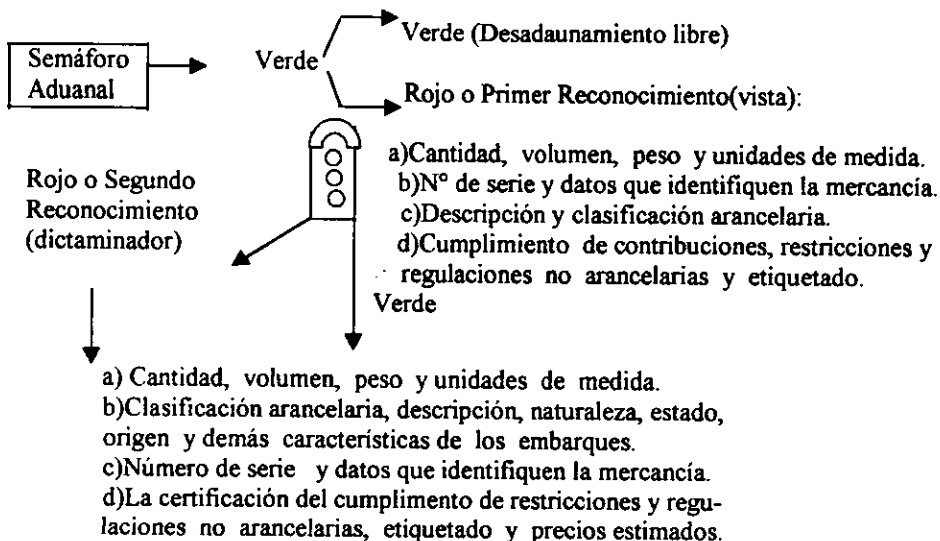 Semáforo
Aduanal
Verde
Verde (Desadaunamiento libre)
Rojo o Primer Reconocimiento(vista):
a)Cantidad, volumen, peso y unidades de medida.
b)N° de serie y datos que identifiquen la mercancía.
c)Descripción y clasificación arancelaria.
d)Cumplimiento de contribuciones, restricciones y
regulaciones no arancelarias y etiquetado.
Rojo o Segundo
Reconocimiento
(dictaminador)
Verde
a) Cantidad, volumen, peso y unidades de medida.
b)Clasificación arancelaria, descripción, naturaleza, estado,
origen y demás características de los embarques.
c)Número de serie y datos que identifiquen la mercancía.
d)La certificación del cumplimento de restricciones y regu-
laciones no arancelarias, etiquetado y precios estimados.